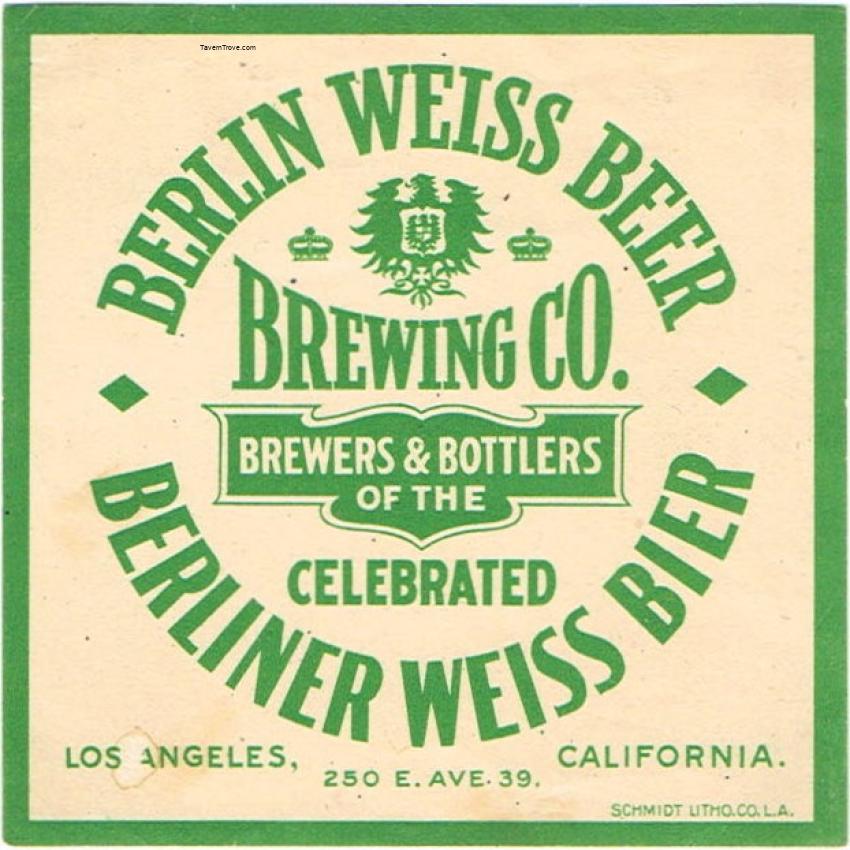 TavernTrove.com
BERLIN WEISS BEER
BREWING CO.
BREWERS & BOTTLERS
OF THE
CELEBRATED
BERLINER WEISS BIER
LOS ANGELES, CALIFORNIA.
250 E. AVE. 39.
SCHMIDT LITHO.CO.L.A.